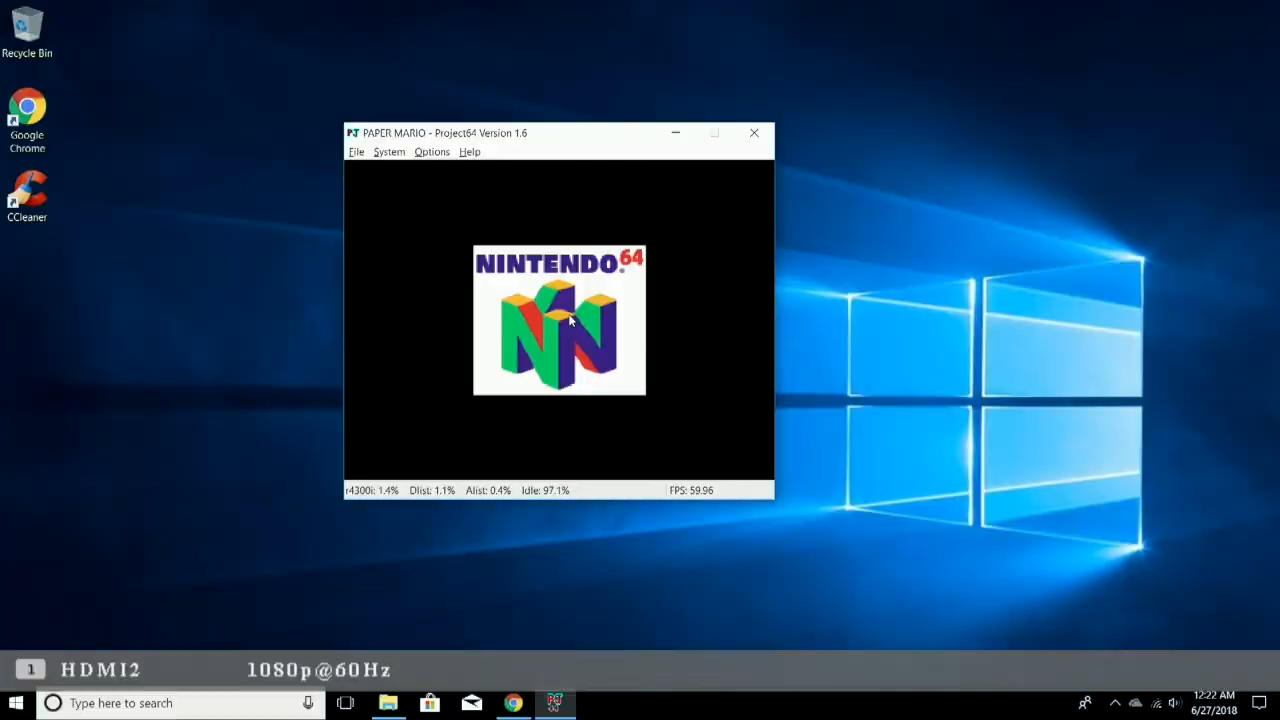 Recycle Bin
Google
Chrome
CCleaner
PAPER MARIO - Project64 Version 1.6
File System Options Help
NINTENDO 64
r4300i: 1.4% Dlist: 1.1% Alist: 0.4% Idle: 97.1% FPS: 59.96
1 HDMI2 1080p@60Hz
Type here to search
12:22 AM
6/27/2018